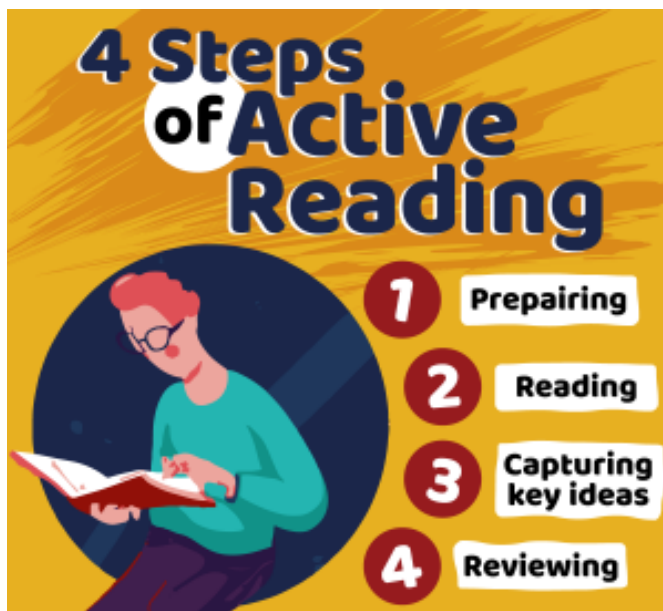 4 Steps
of Active
Reading
1 Prepairing
2 Reading
3 Capturing
key ideas
4 Reviewing